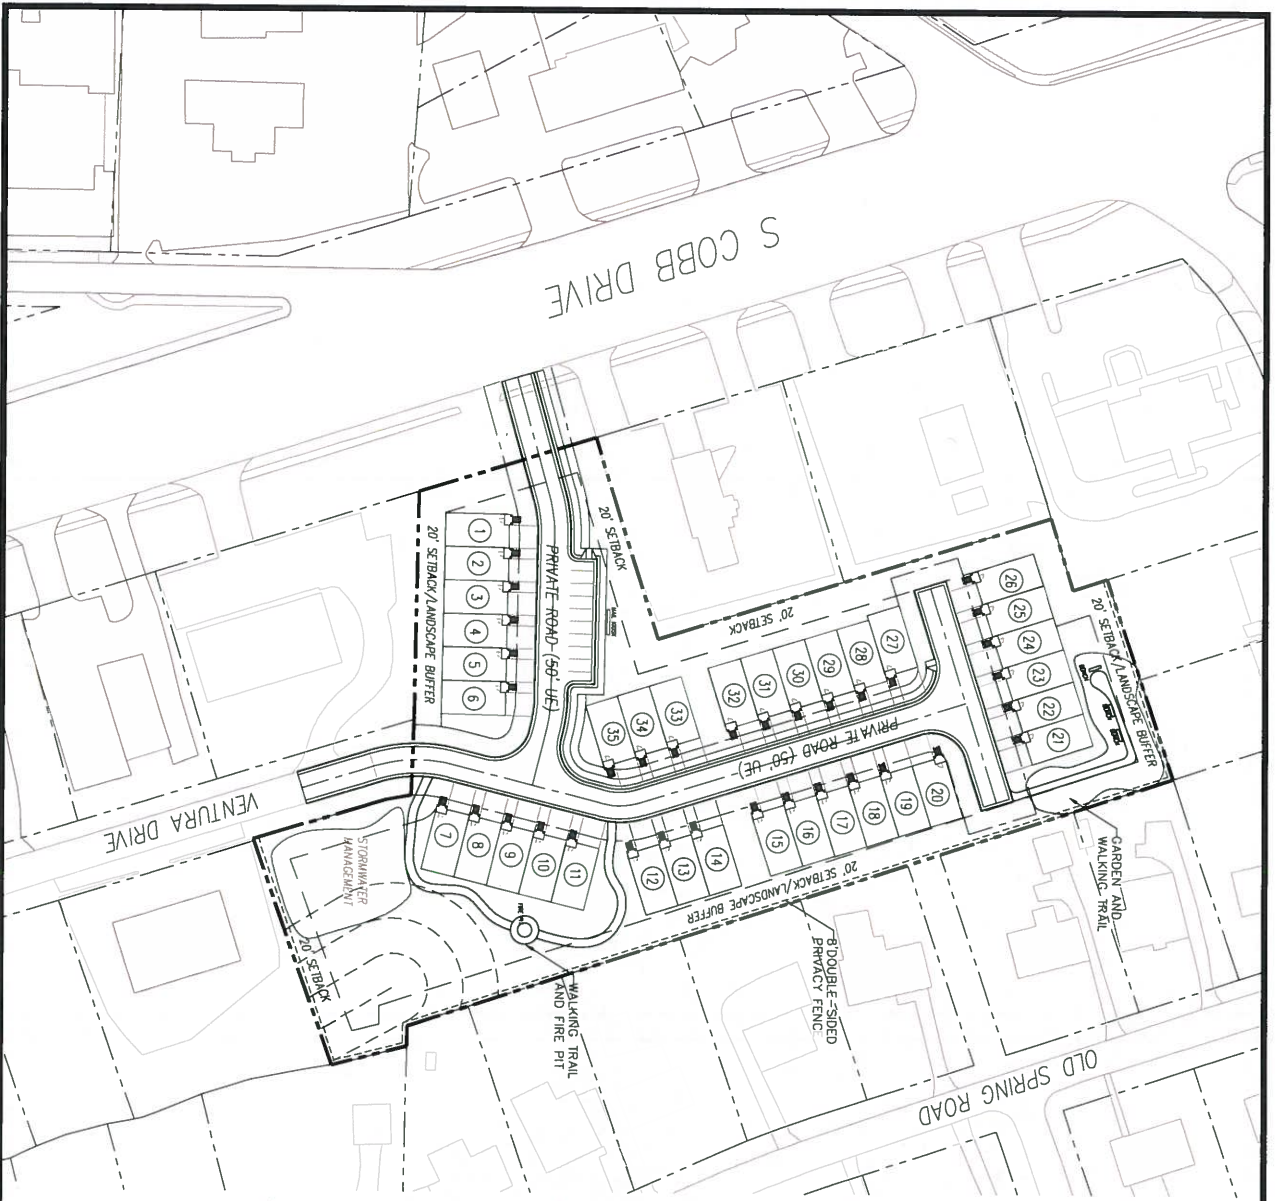 S COBB DRIVE
20' SETBACK
PRIVATE ROAD (50' UE)
20' SETBACK/LANDSCAPE BUFFER
1
2
3
4
5
6
MAIL KIOSK
20' SETBACK
26
25
24
23
22
21
20' SETBACK/LANDSCAPE BUFFER
27
28
29
30
31
32
33
34
35
PRIVATE ROAD (50' UE)
VENTURA DRIVE
7
8
9
10
11
12
13
14
15
16
17
18
19
20
STORMWATER
MANAGEMENT
20' SETBACK/LANDSCAPE BUFFER
GARDEN AND
WALKING TRAIL
8' DOUBLE-SIDED
PRIVACY FENCE
20' SETBACK
WALKING TRAIL
AND FIRE PIT
OLD SPRING ROAD